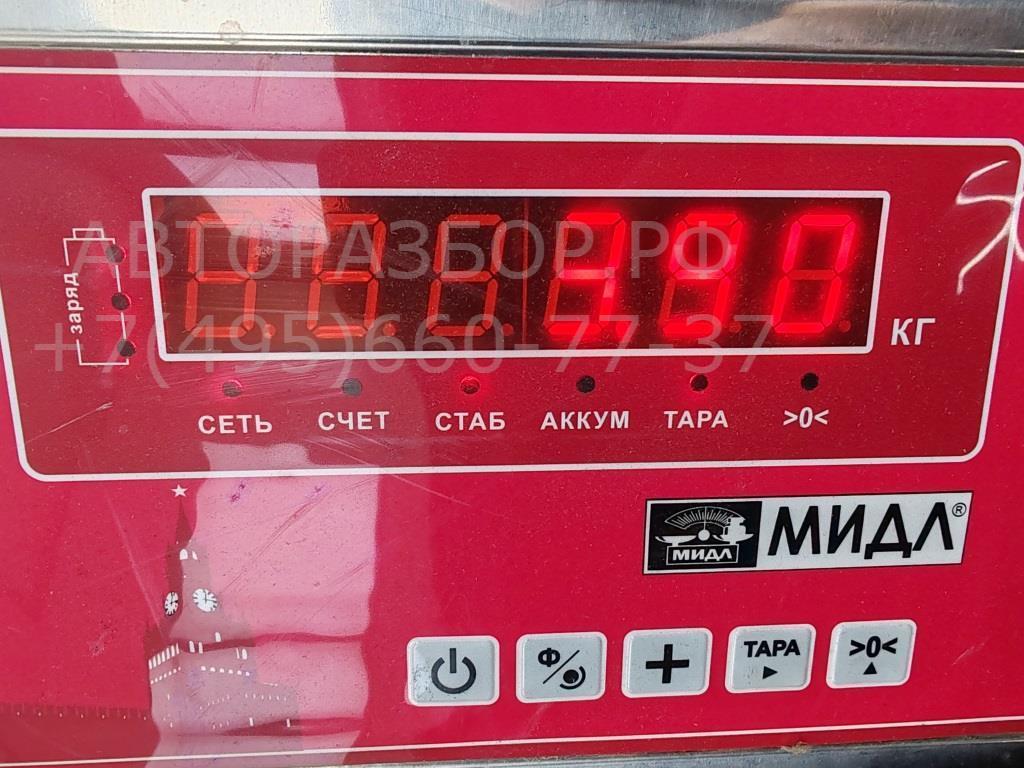 АВТОРАЗБОР.РФ
+7(495)660-77-37
заряд
КГ
СЕТЬ СЧЕТ СТАБ АККУМ ТАРА >0<
МИДЛ МИДЛ®
Ф ТАРА >0<